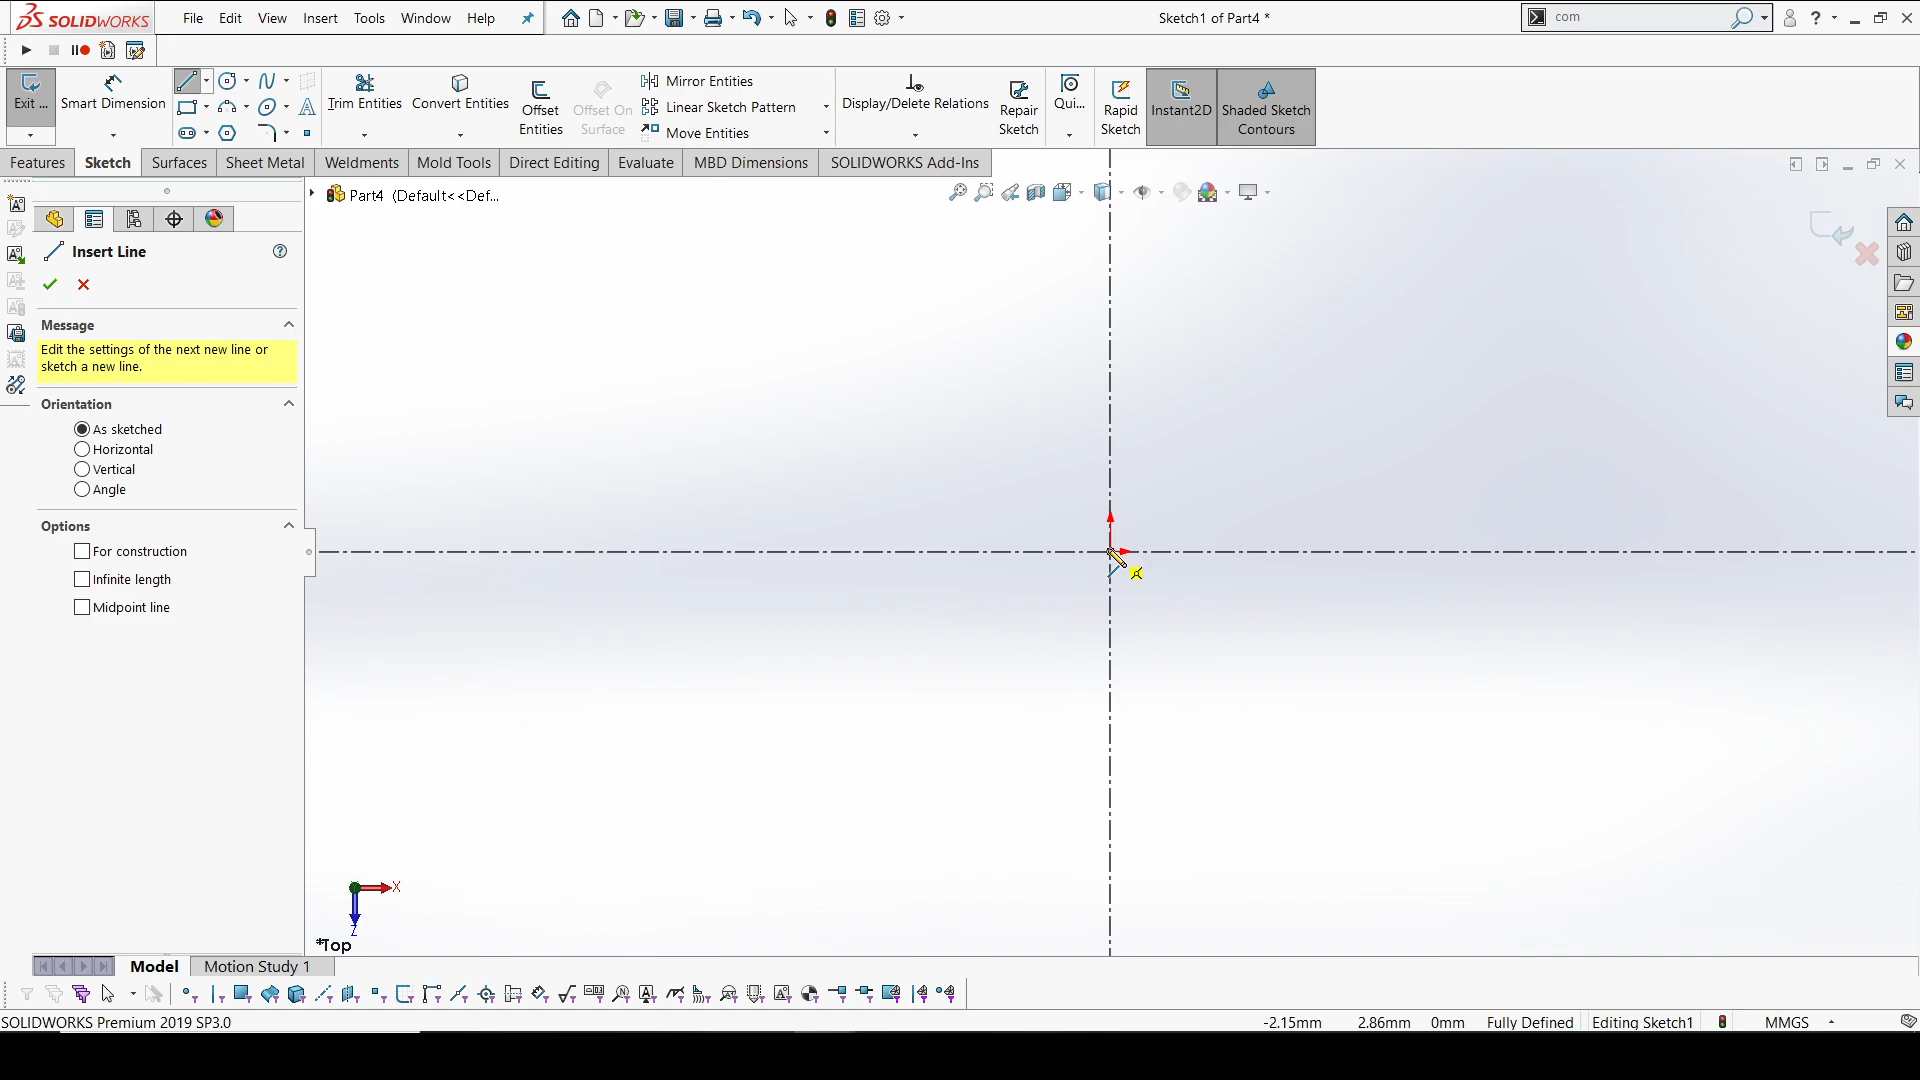 SOLIDWORKS
File Edit View Insert Tools Window Help
Sketch1 of Part4 *
com
Exit ...
Smart Dimension
Trim Entities
Convert Entities
Offset
Entities
Offset On
Surface
Mirror Entities
Linear Sketch Pattern
Move Entities
Display/Delete Relations
Repair
Sketch
Qui...
Rapid
Sketch
Instant2D
Shaded Sketch
Contours
Features Sketch Surfaces Sheet Metal Weldments Mold Tools Direct Editing Evaluate MBD Dimensions SOLIDWORKS Add-Ins
Part4 (Default<<Def...
Insert Line
Message
Edit the settings of the next new line or
sketch a new line.
Orientation
As sketched
Horizontal
Vertical
Angle
Options
For construction
Infinite length
Midpoint line
X
Z
*Top
Model Motion Study 1
SOLIDWORKS Premium 2019 SP3.0
-2.15mm 2.86mm 0mm Fully Defined Editing Sketch1 MMGS